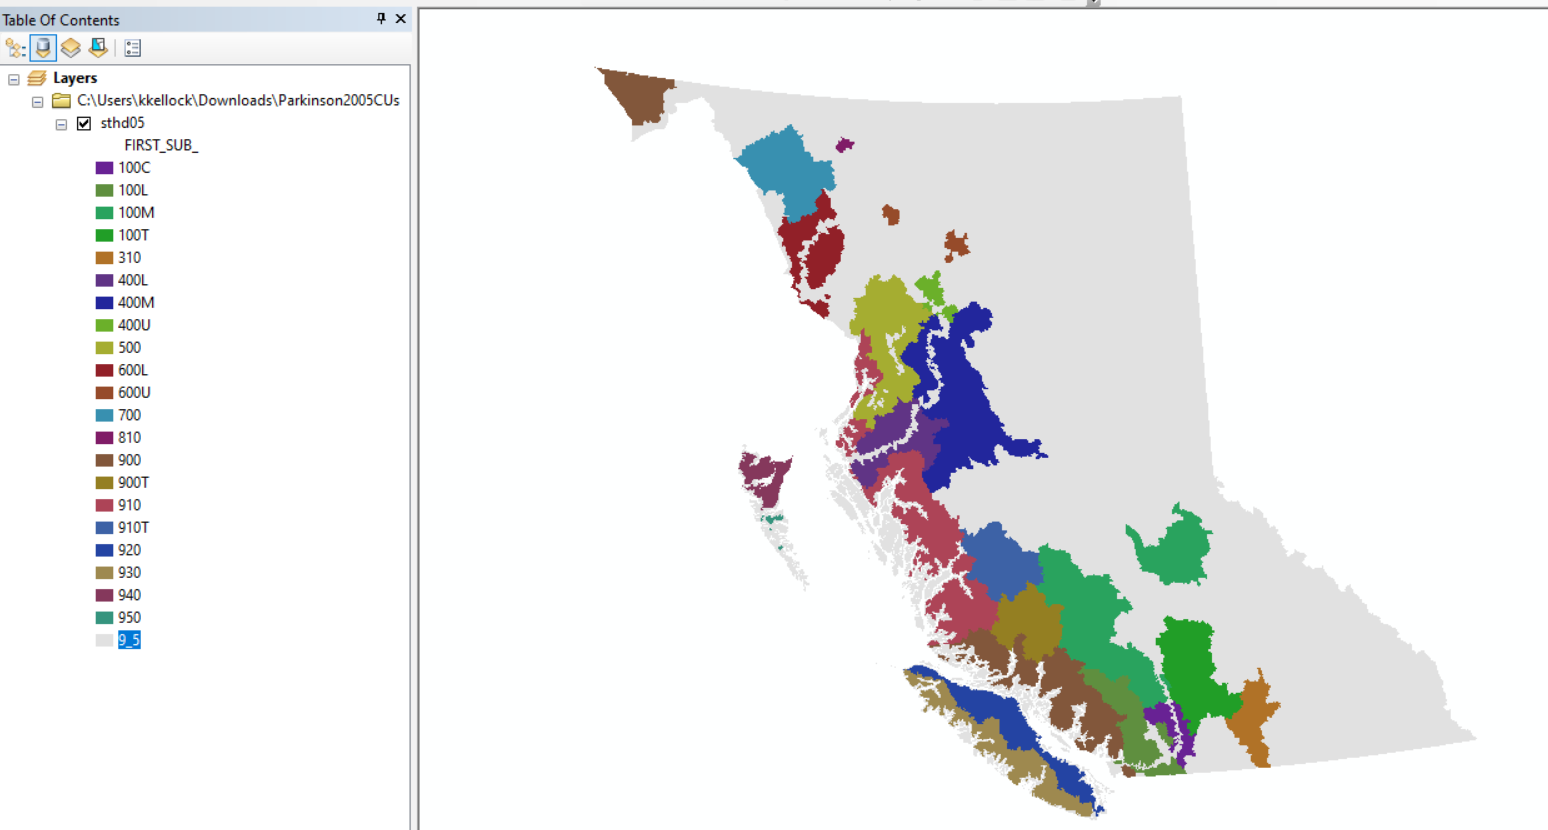 Table Of Contents
Layers
C:\Users\kkellock\Downloads\Parkinson2005CUs
sthd05
FIRST_SUB_
100C
100L
100M
100T
310
400L
400M
400U
500
600L
600U
700
810
900
900T
910
910T
920
930
940
950
9_5